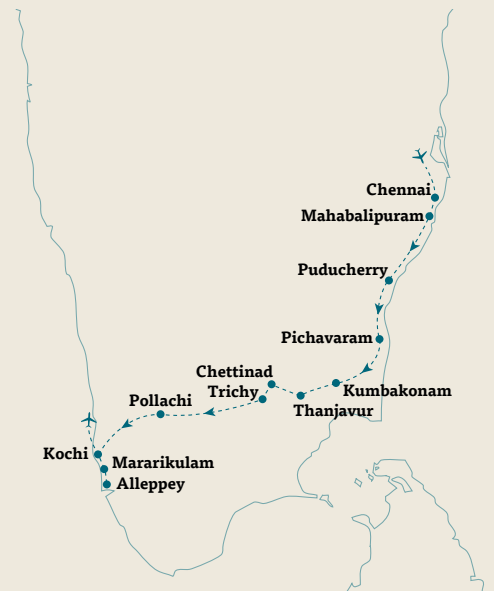 Chennai
Mahabalipuram
Puducherry
Pichavaram
Chettinad
Trichy
Kumbakonam
Pollachi
Thanjavur
Kochi
Mararikulam
Alleppey